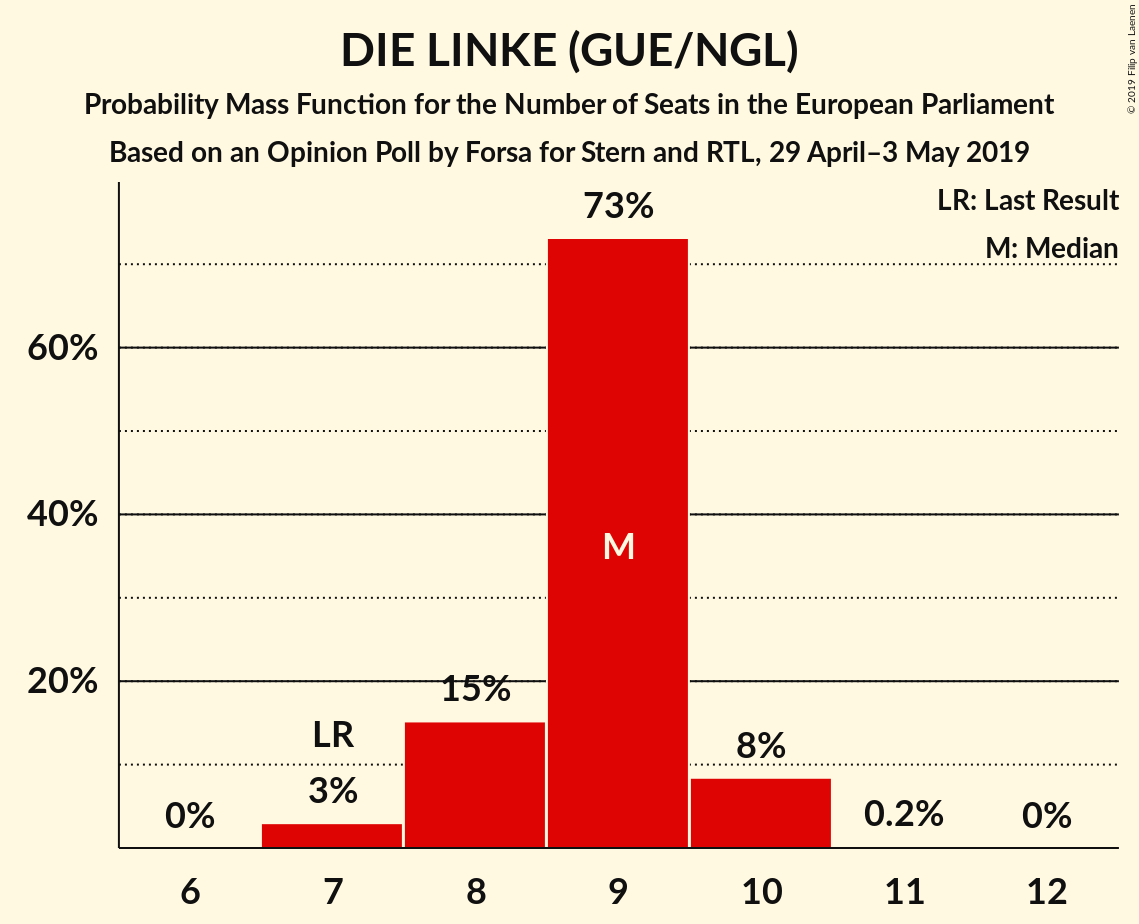 DIE LINKE (GUE/NGL)
Probability Mass Function for the Number of Seats in the European Parliament
Based on an Opinion Poll by Forsa for Stern and RTL, 29 April–3 May 2019
© 2019 Filip van Laenen
LR: Last Result
M: Median
73%
60%
40%
M
20%
15%
LR
8%
3%
0%
0.2%
0%
6 7 8 9 10 11 12